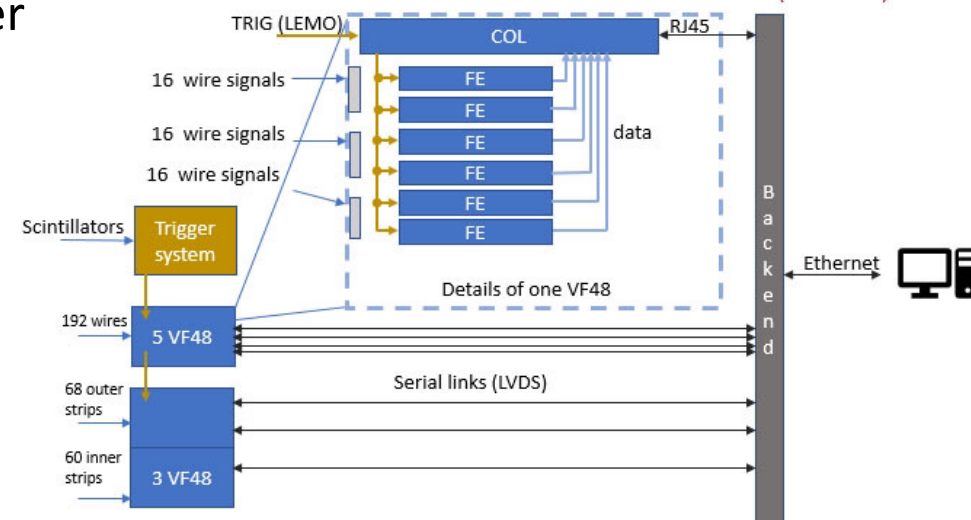 er
TRIG (LEMO)
COL
RJ45
16 wire signals
FE
FE
16 wire signals
FE
data
16 wire signals
FE
FE
FE
Backend
Scintillators
Trigger
system
Ethernet
Details of one VF48
192 wires
5 VF48
Serial links (LVDS)
68 outer
strips
60 inner
strips
3 VF48